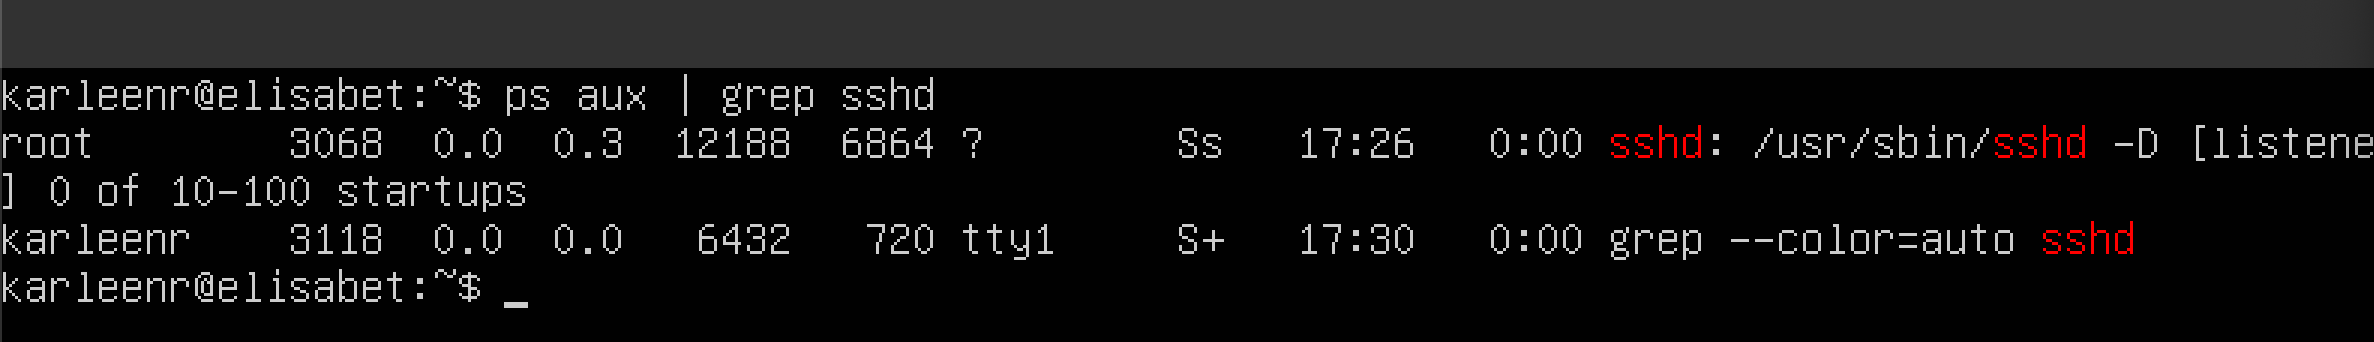 karleenr@elisabet:~$ ps aux | grep sshd
root        3068  0.0  0.3  12188  6864 ?        Ss   17:26   0:00 sshd: /usr/sbin/sshd -D [listene
] 0 of 10-100 startups
karleenr    3118  0.0  0.0   6432   720 tty1     S+   17:30   0:00 grep --color=auto sshd
karleenr@elisabet:~$ _